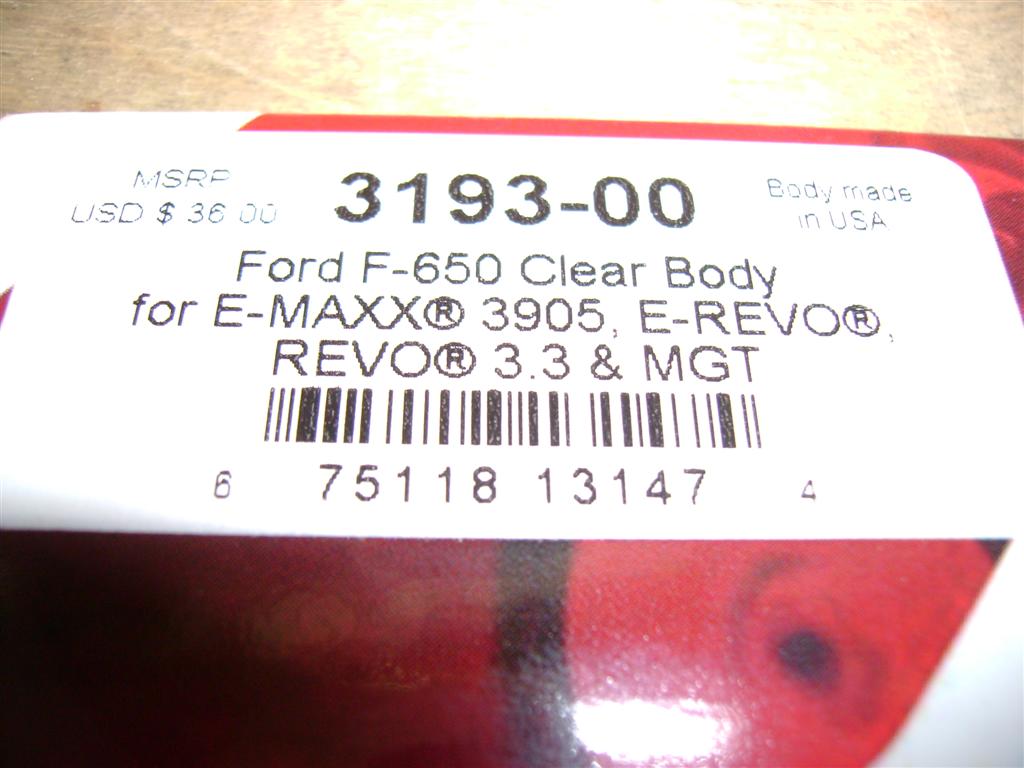 MSRP
USD $ 36.00
3193-00
Body made
in USA
Ford F-650 Clear Body
for E-MAXX® 3905, E-REVO®,
REVO® 3.3 & MGT
6 75118 13147 4